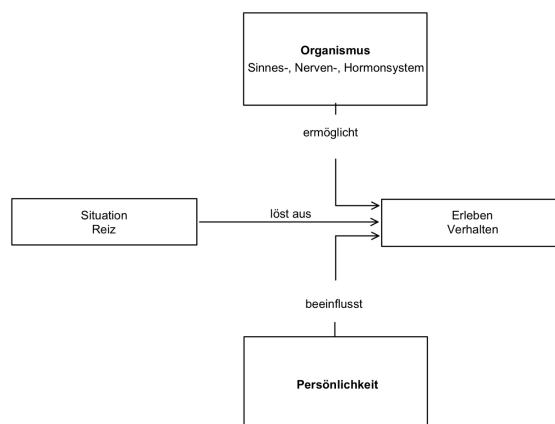 Organismus
Sinnes-, Nerven-, Hormonsystem
ermöglicht
Situation
Reiz
löst aus
Erleben
Verhalten
beeinflusst
Persönlichkeit